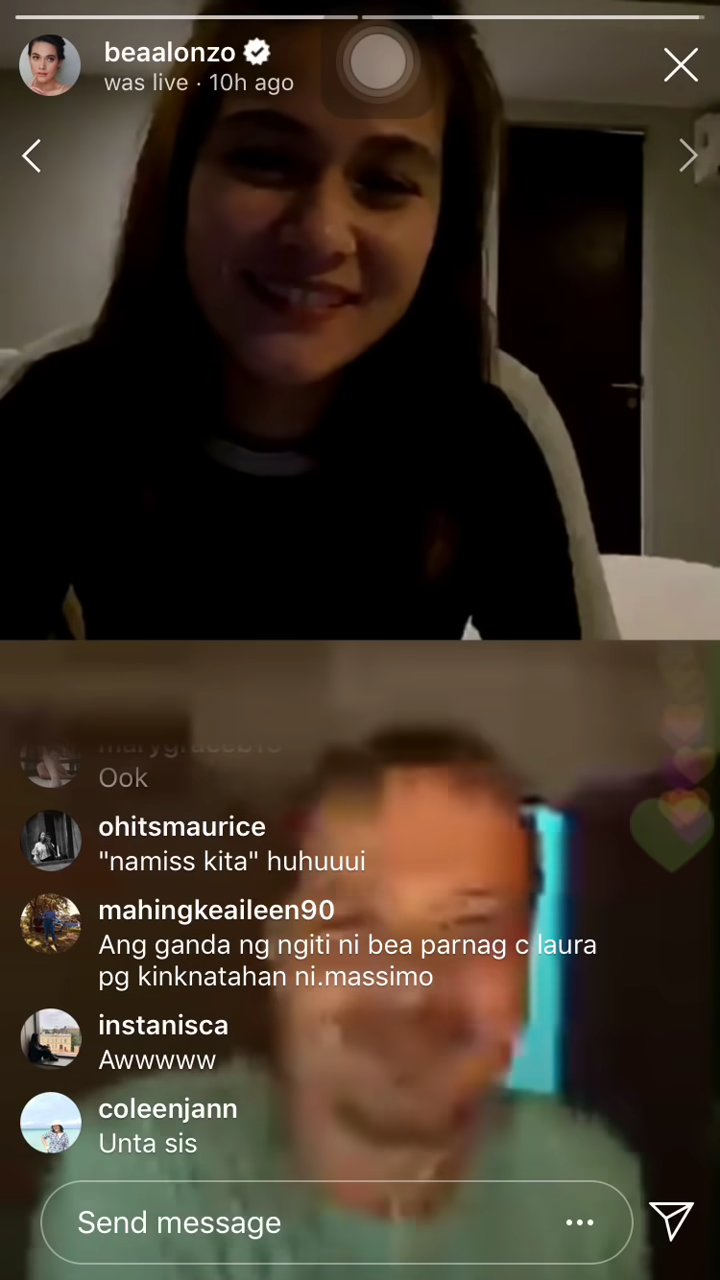 beaalonzo
was live · 10h ago
Ook
ohitsmaurice
"namiss kita" huhuuui
mahingkeaileen90
Ang ganda ng ngiti ni bea parnag c laura
pg kinknatahan ni.massimo
instanisca
Awwwww
coleenjann
Unta sis
Send message